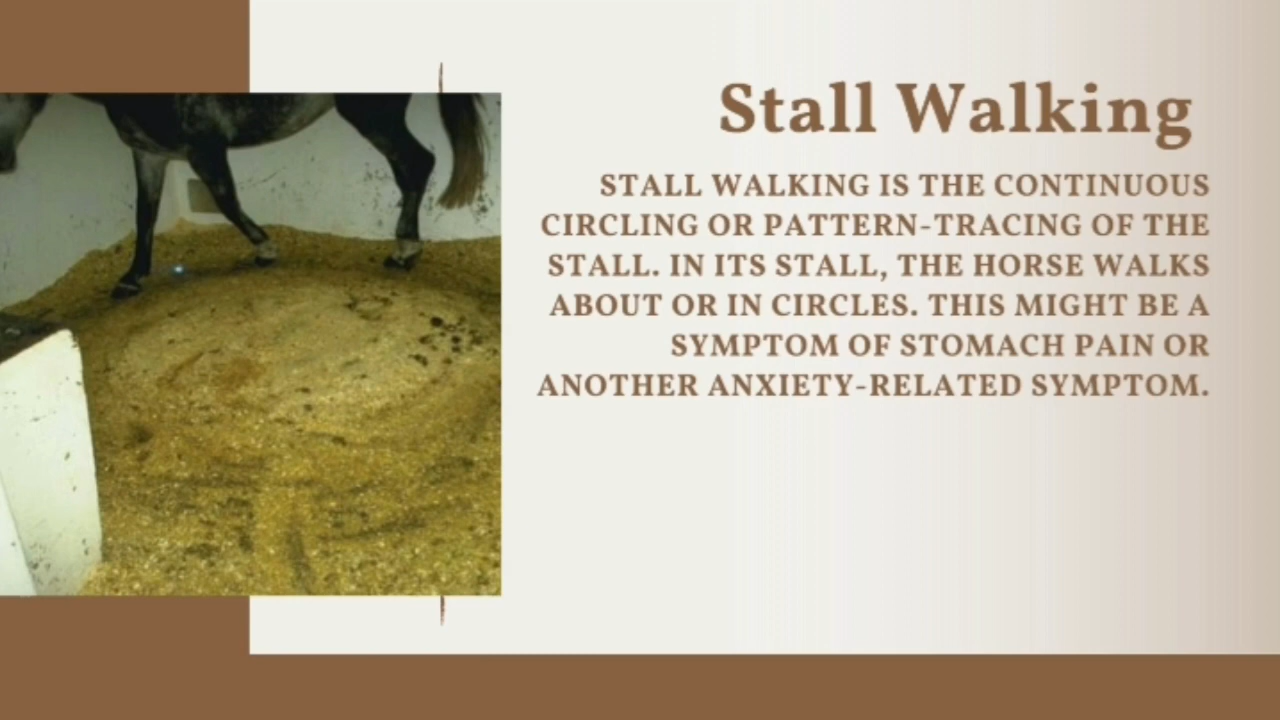 Stall Walking
STALL WALKING IS THE CONTINUOUS
CIRCLING OR PATTERN-TRACING OF THE
STALL. IN ITS STALL, THE HORSE WALKS
ABOUT OR IN CIRCLES. THIS MIGHT BE A
SYMPTOM OF STOMACH PAIN OR
ANOTHER ANXIETY-RELATED SYMPTOM.